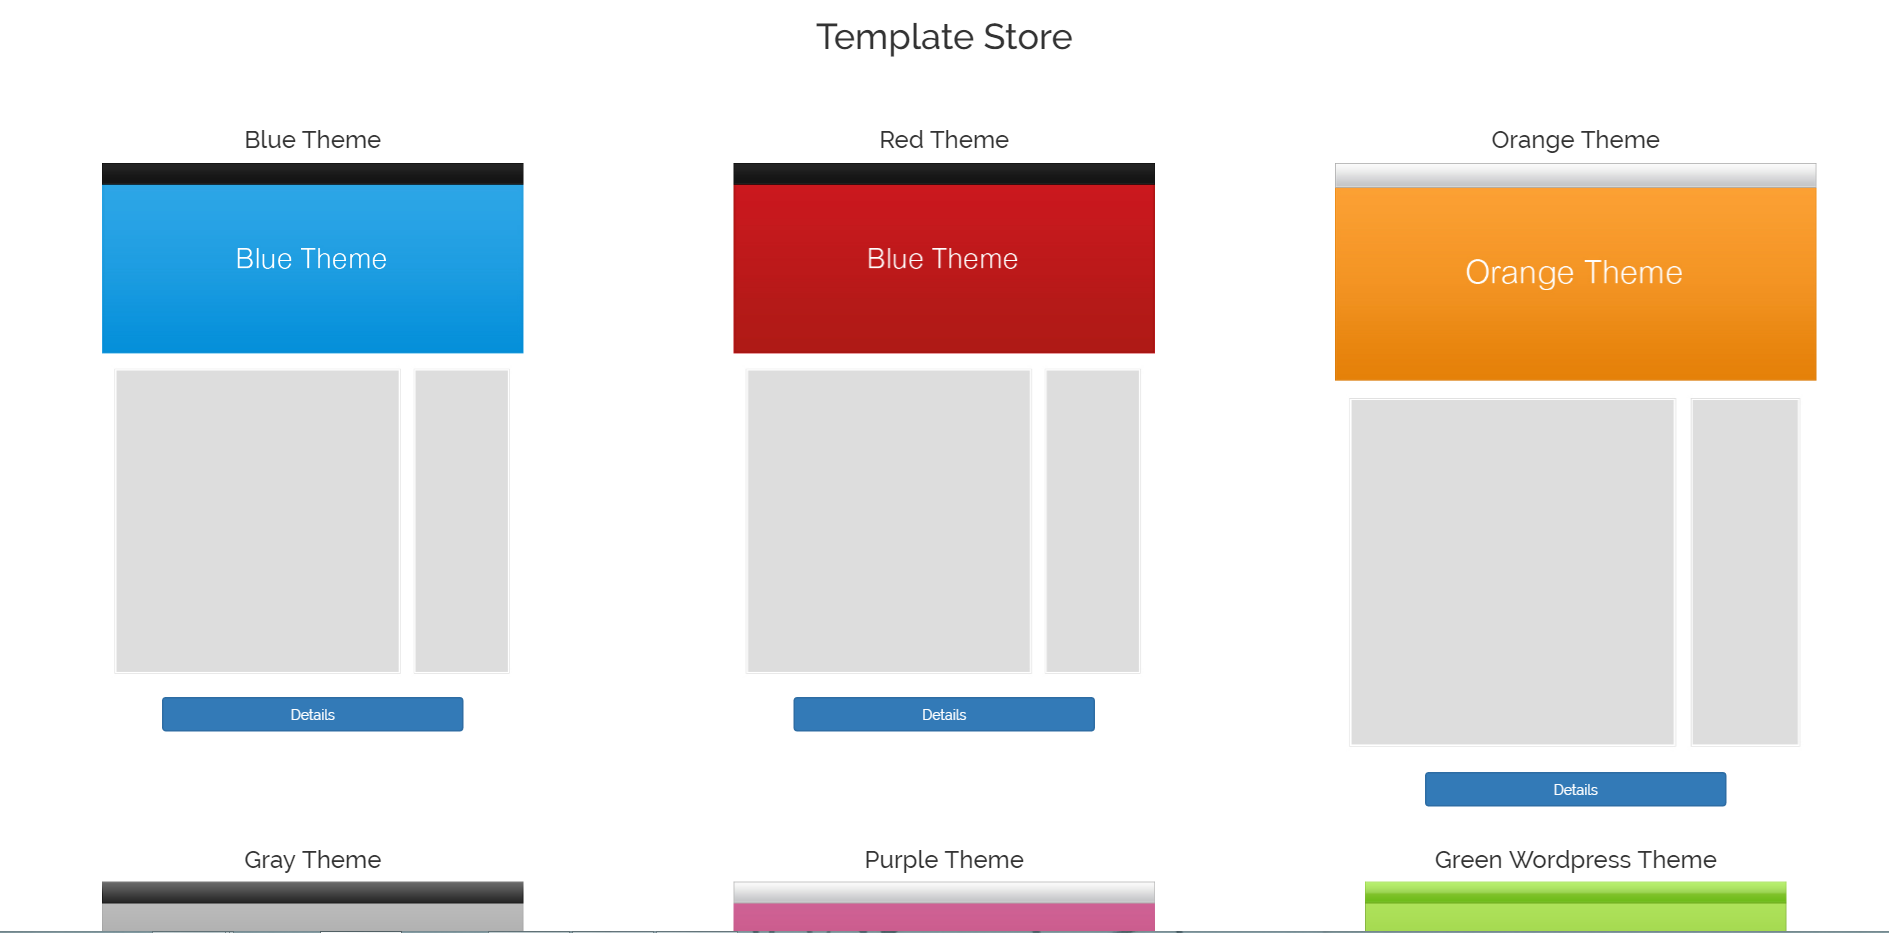 Template Store
Blue Theme
Red Theme
Orange Theme
Blue Theme
Blue Theme
Orange Theme
Details
Details
Details
Gray Theme
Purple Theme
Green Wordpress Theme